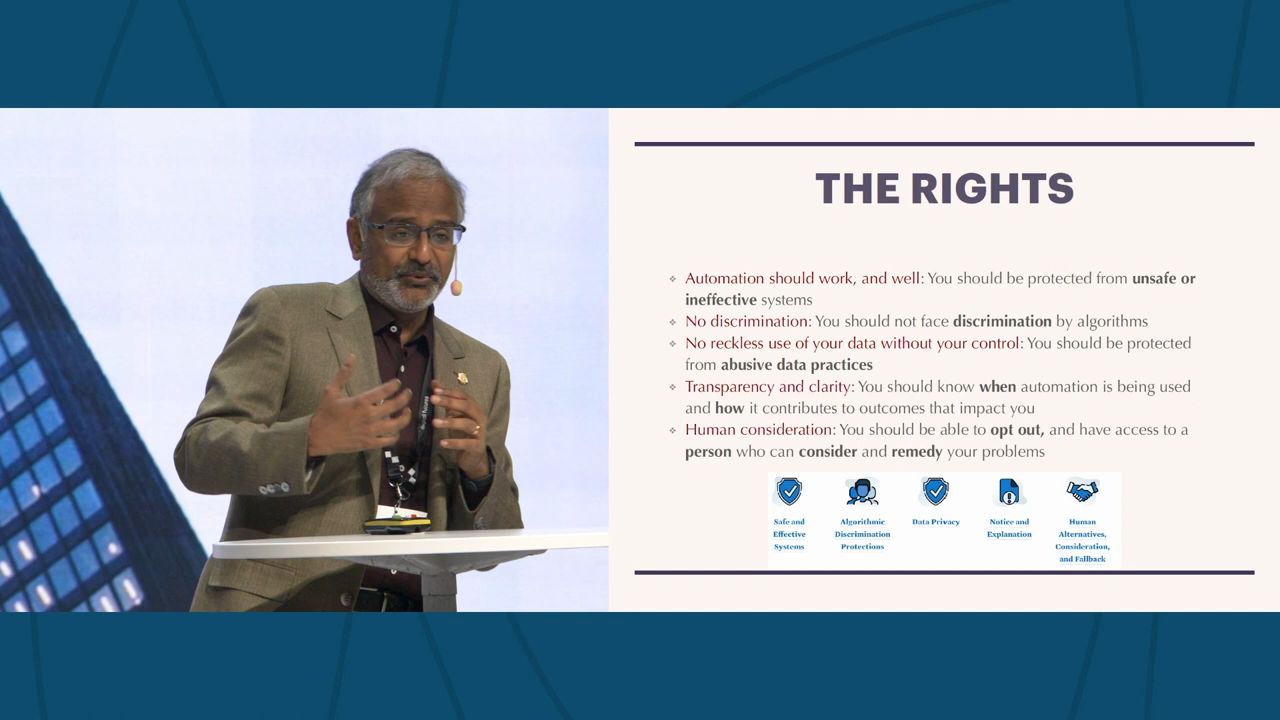 THE RIGHTS
❖ Automation should work, and well: You should be protected from unsafe or
ineffective systems
❖ No discrimination: You should not face discrimination by algorithms
❖ No reckless use of your data without your control: You should be protected
from abusive data practices
❖ Transparency and clarity: You should know when automation is being used
and how it contributes to outcomes that impact you
❖ Human consideration: You should be able to opt out, and have access to a
person who can consider and remedy your problems
Safe and
Effective
Systems
Algorithmic
Discrimination
Protections
Data Privacy
Notice and
Explanation
Human
Alternatives,
Consideration,
and Fallback